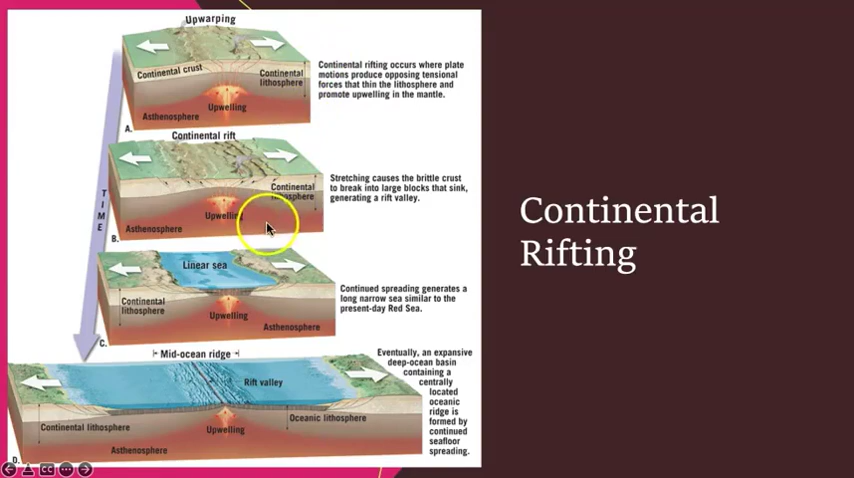 Upwarping
Continental crust
Continental
lithosphere
Upwelling
Asthenosphere
A.
Continental rifting occurs where plate
motions produce opposing tensional
forces that thin the lithosphere and
promote upwelling in the mantle.
Continental rift
Continental
lithosphere
Upwelling
Asthenosphere
B.
Stretching causes the brittle crust
to break into large blocks that sink,
generating a rift valley.
TIME
Linear sea
Continental
lithosphere
Upwelling
Asthenosphere
C.
Continued spreading generates a
long narrow sea similar to the
present-day Red Sea.
Mid-ocean ridge
Rift valley
Oceanic lithosphere
Continental lithosphere
Upwelling
Asthenosphere
D.
Eventually, an expansive
deep-ocean basin
containing a
centrally
located
oceanic
ridge is
formed by
continued
seafloor
spreading.
Continental
Rifting
CC